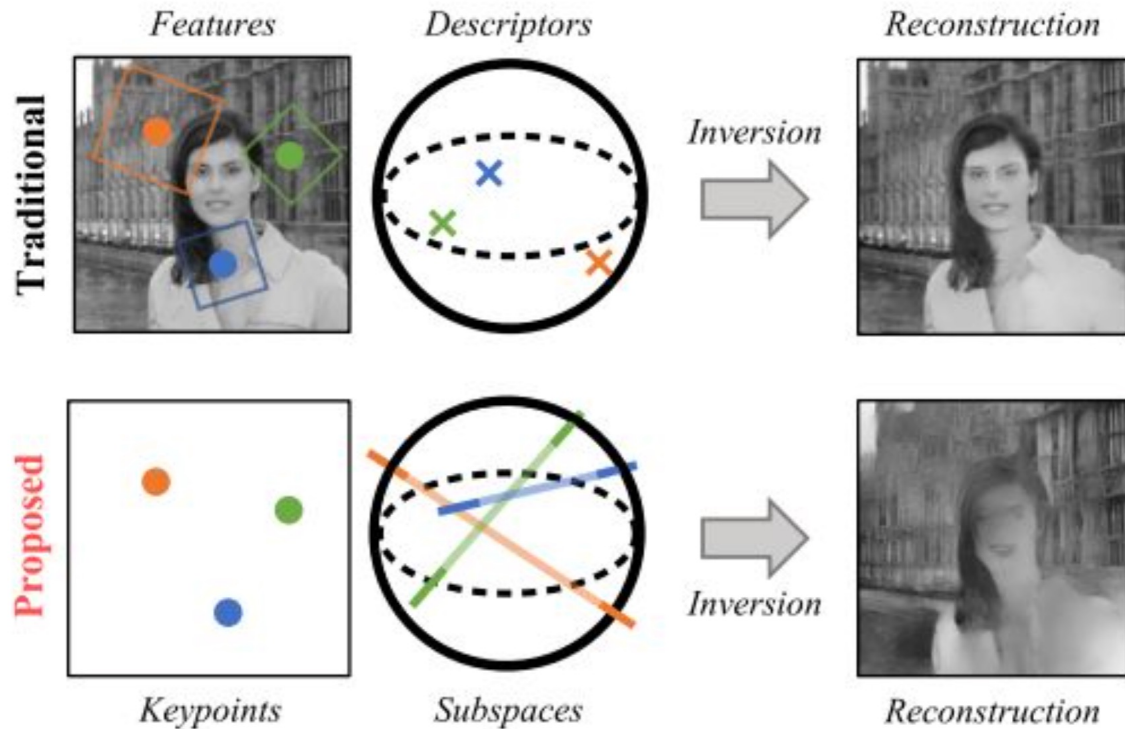 Features
Descriptors
Reconstruction
Traditional
Inversion
Proposed
Inversion
Keypoints
Subspaces
Reconstruction